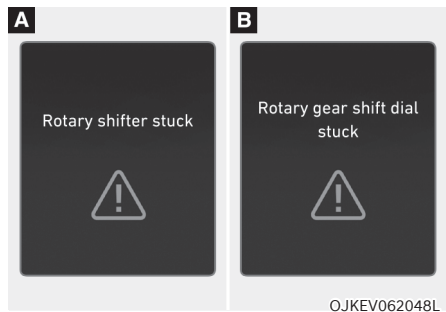 A
B
Rotary shifter stuck
Rotary gear shift dial
stuck
OJKEV062048L